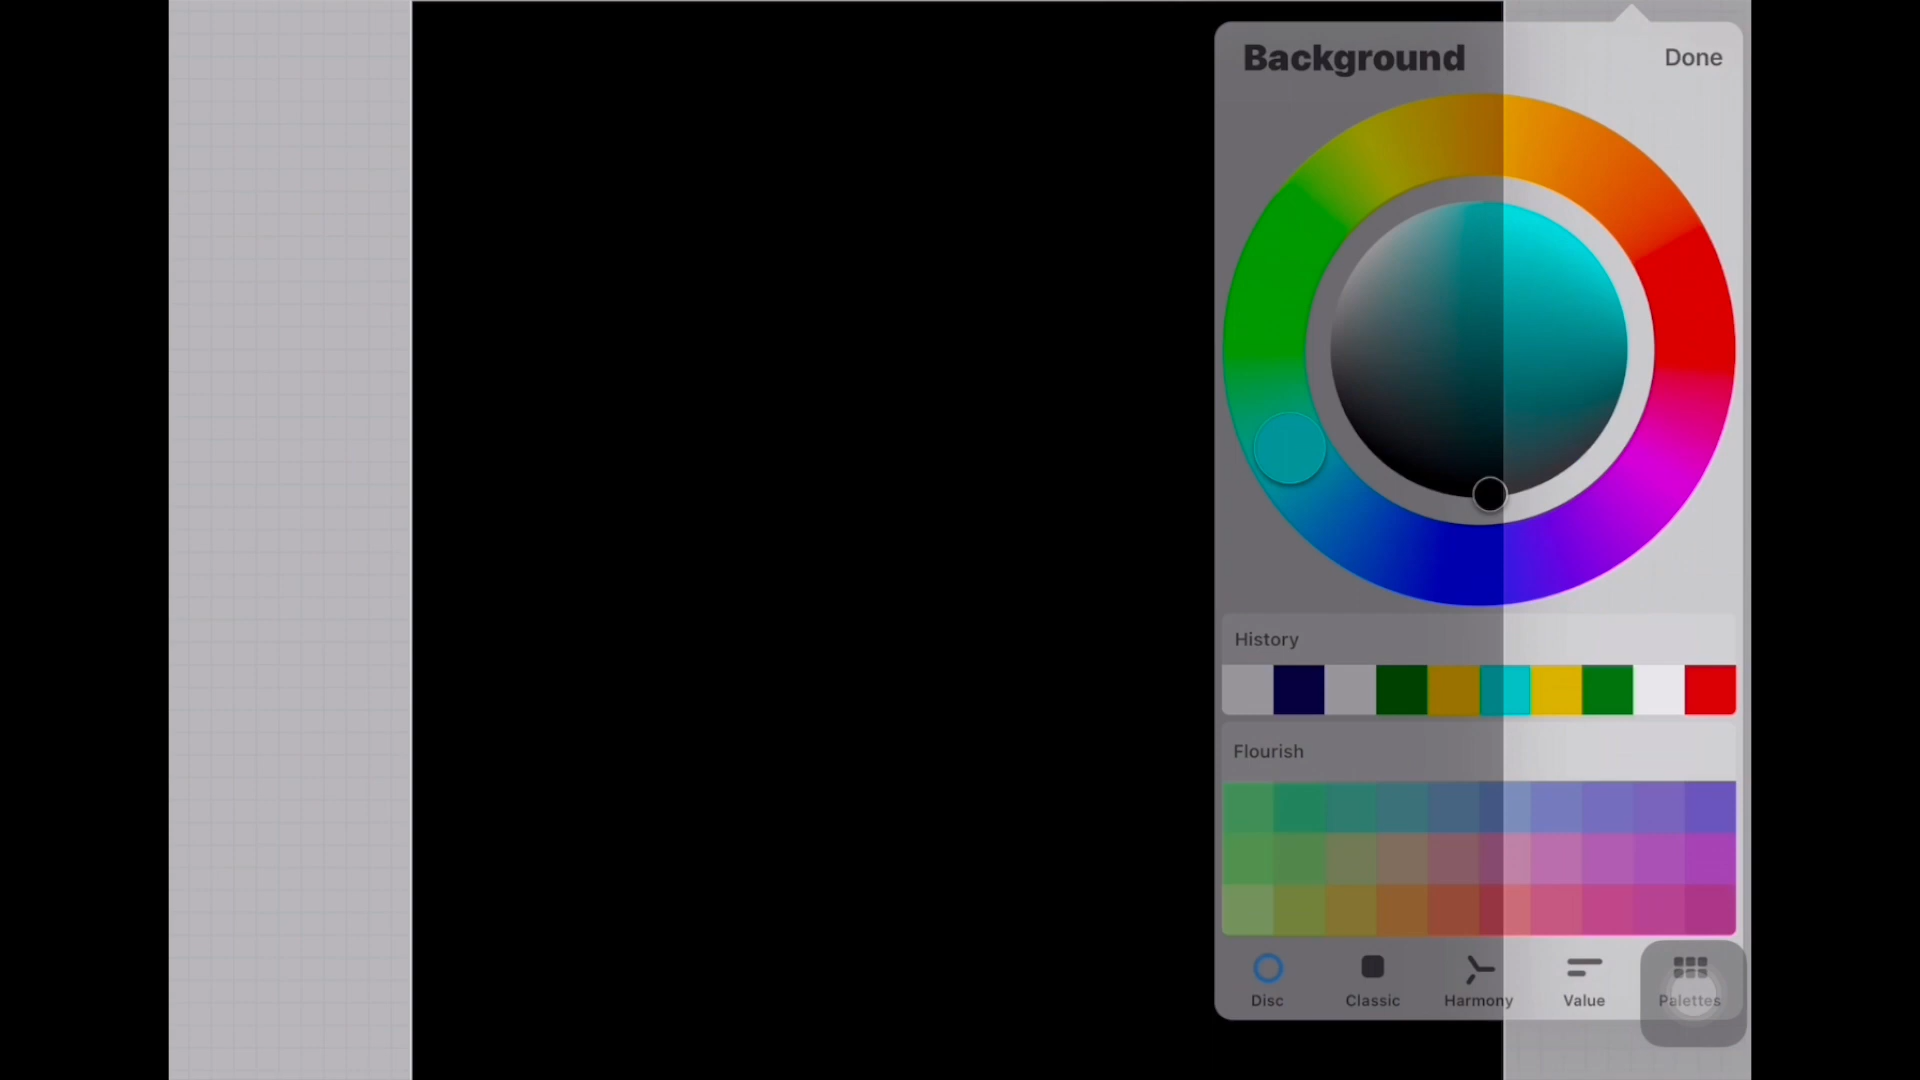 Background
Done
History
Flourish
Disc
Classic
Harmony
Value
Palettes